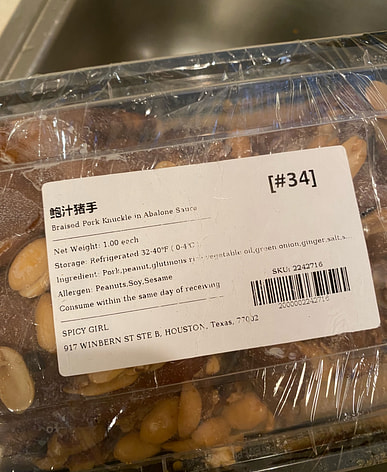 [#34]
鲍汁猪手
Braised Pork Knuckle in Abalone Sauce
Net Weight: 1.00 each
Storage: Refrigerated 32-40°F ( 0-4℃
Ingredient: Pork,peanut,glutinous rice,vegetable oil,green onion,ginger,salt,s
Allergen: Peanuts,Soy,Sesame
Consume within the same day of receiving
SKU: 2242716
2000002242716
SPICY GIRL
917 WINBERN ST STE B, HOUSTON, Texas, 77002